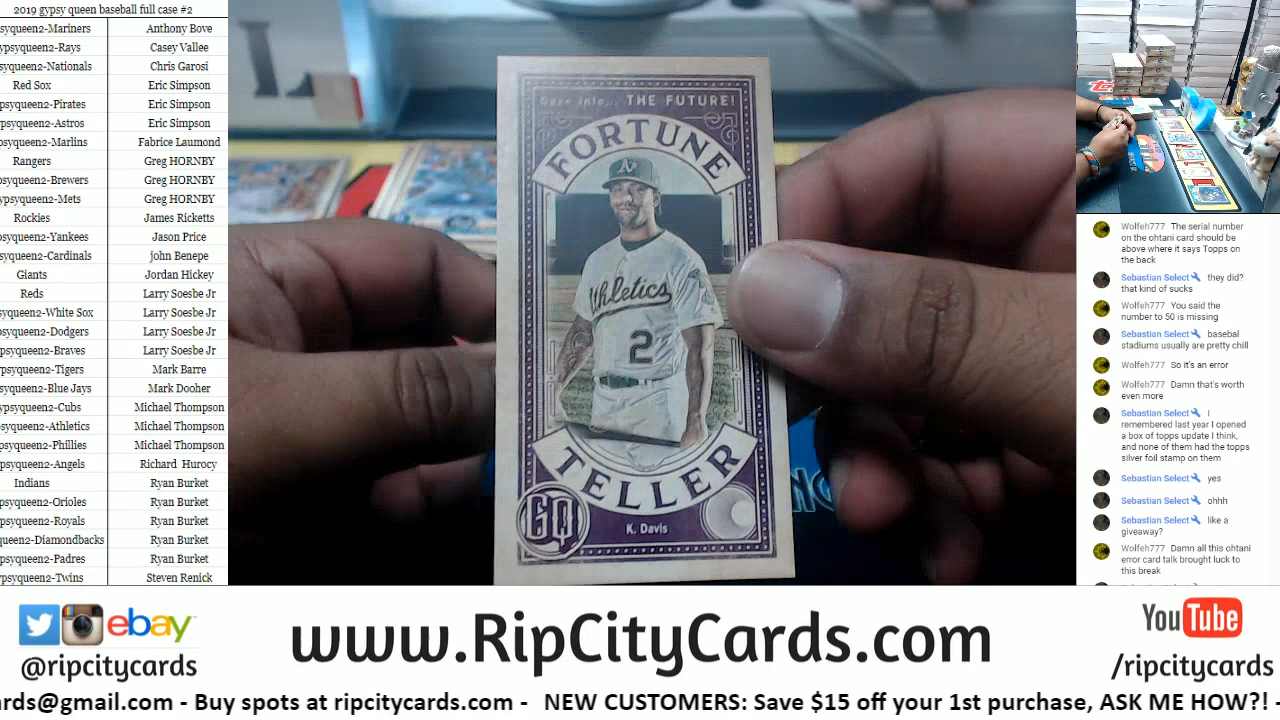 2019 gypsy queen baseball full case #2
syqueen2-Mariners Anthony Bove
ypsyqueen2-Rays Casey Vallee
psyqueen2-Nationals Chris Garosi
Red Sox Eric Simpson
psyqueen2-Pirates Eric Simpson
psyqueen2-Astros Eric Simpson
syqueen2-Marlins Fabrice Laumond
Rangers Greg HORNBY
psyqueen2-Brewers Greg HORNBY
psyqueen2-Mets Greg HORNBY
Rockies James Ricketts
psyqueen2-Yankees Jason Price
psyqueen2-Cardinals john Benepe
Giants Jordan Hickey
Reds Larry Soesbe Jr
syqueen2-White Sox Larry Soesbe Jr
psyqueen2-Dodgers Larry Soesbe Jr
psyqueen2-Braves Larry Soesbe Jr
psyqueen2-Tigers Mark Barre
syqueen2-Blue Jays Mark Dooher
ypsyqueen2-Cubs Michael Thompson
psyqueen2-Athletics Michael Thompson
syqueen2-Phillies Michael Thompson
psyqueen2-Angels Richard Hurocy
Indians Ryan Burket
psyqueen2-Orioles Ryan Burket
psyqueen2-Royals Ryan Burket
queen2-Diamondbacks Ryan Burket
psyqueen2-Padres Ryan Burket
psyqueen2-Twins Steven Renick
Gaze into... THE FUTURE!
FORTUNE
A's
Athletics
2
TELLER
GQ
K. Davis
Wolfeh777 The serial number
on the ohtani card should be
above where it says Topps on
the back
Sebastian Select they did?
that kind of sucks
Wolfeh777 You said the
number to 50 is missing
Sebastian Select basebal
stadiums usually are pretty chill
Wolfeh777 So it's an error
Wolfeh777 Damn that's worth
even more
Sebastian Select I
remembered last year I opened
a box of topps update I think,
and none of them had the topps
silver foil stamp on them
Sebastian Select yes
Sebastian Select ohhh
Sebastian Select like a
giveaway?
Wolfeh777 Damn all this ohtani
error card talk brought luck to
this break
ebay
@ripcitycards
www.RipCityCards.com
YouTube
/ripcitycards
ards@gmail.com - Buy spots at ripcitycards.com - NEW CUSTOMERS: Save $15 off your 1st purchase, ASK ME HOW?! -